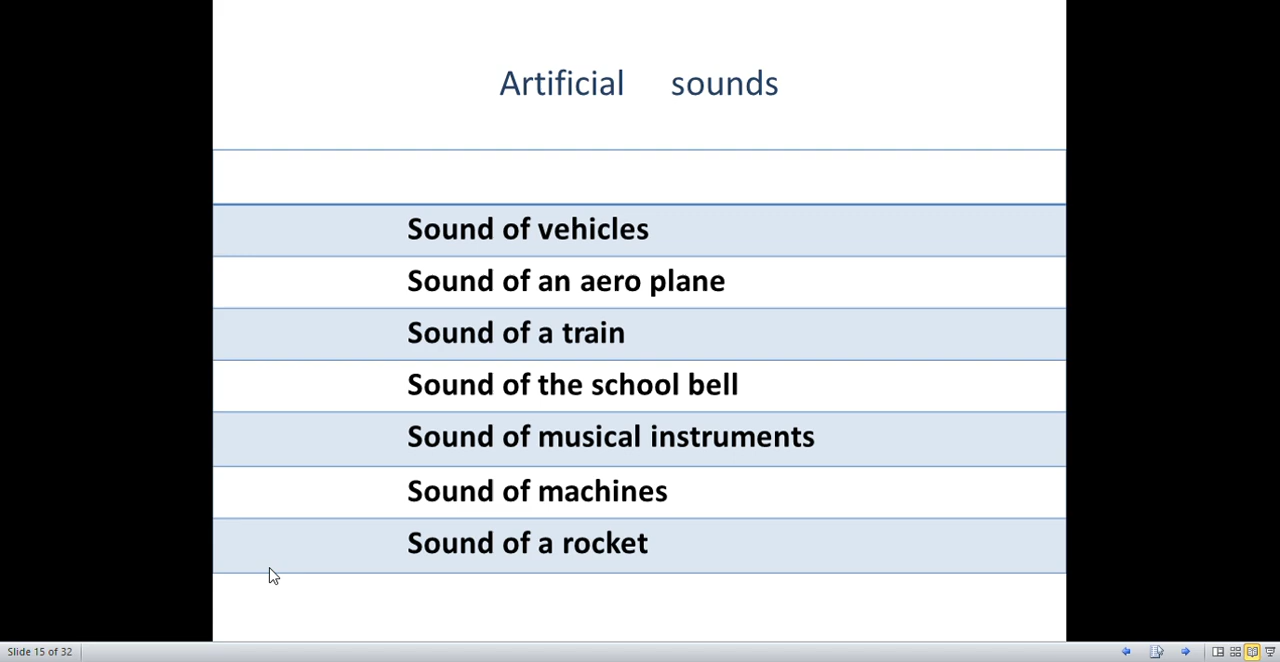 Artificial sounds
Sound of vehicles
Sound of an aero plane
Sound of a train
Sound of the school bell
Sound of musical instruments
Sound of machines
Sound of a rocket
Slide 15 of 32